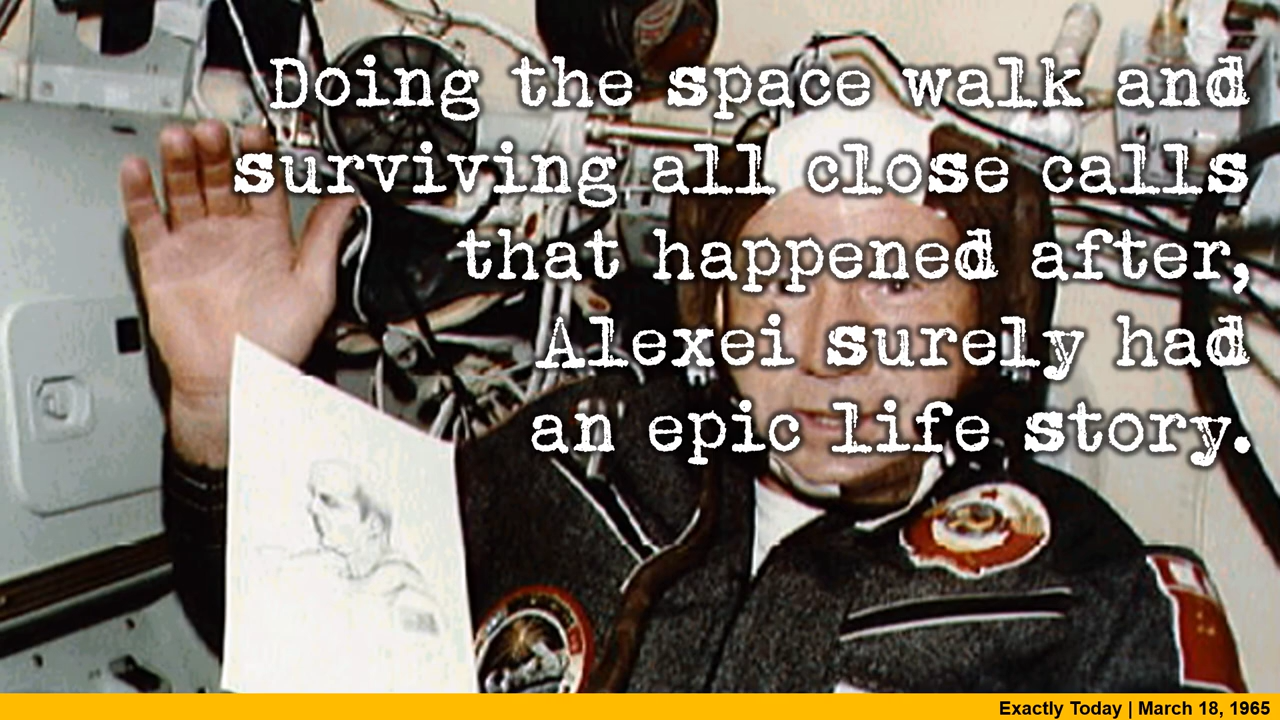 Doing the space walk and
surviving all close calls
that happened after,
Alexei surely had
an epic life story.
Exactly Today | March 18, 1965